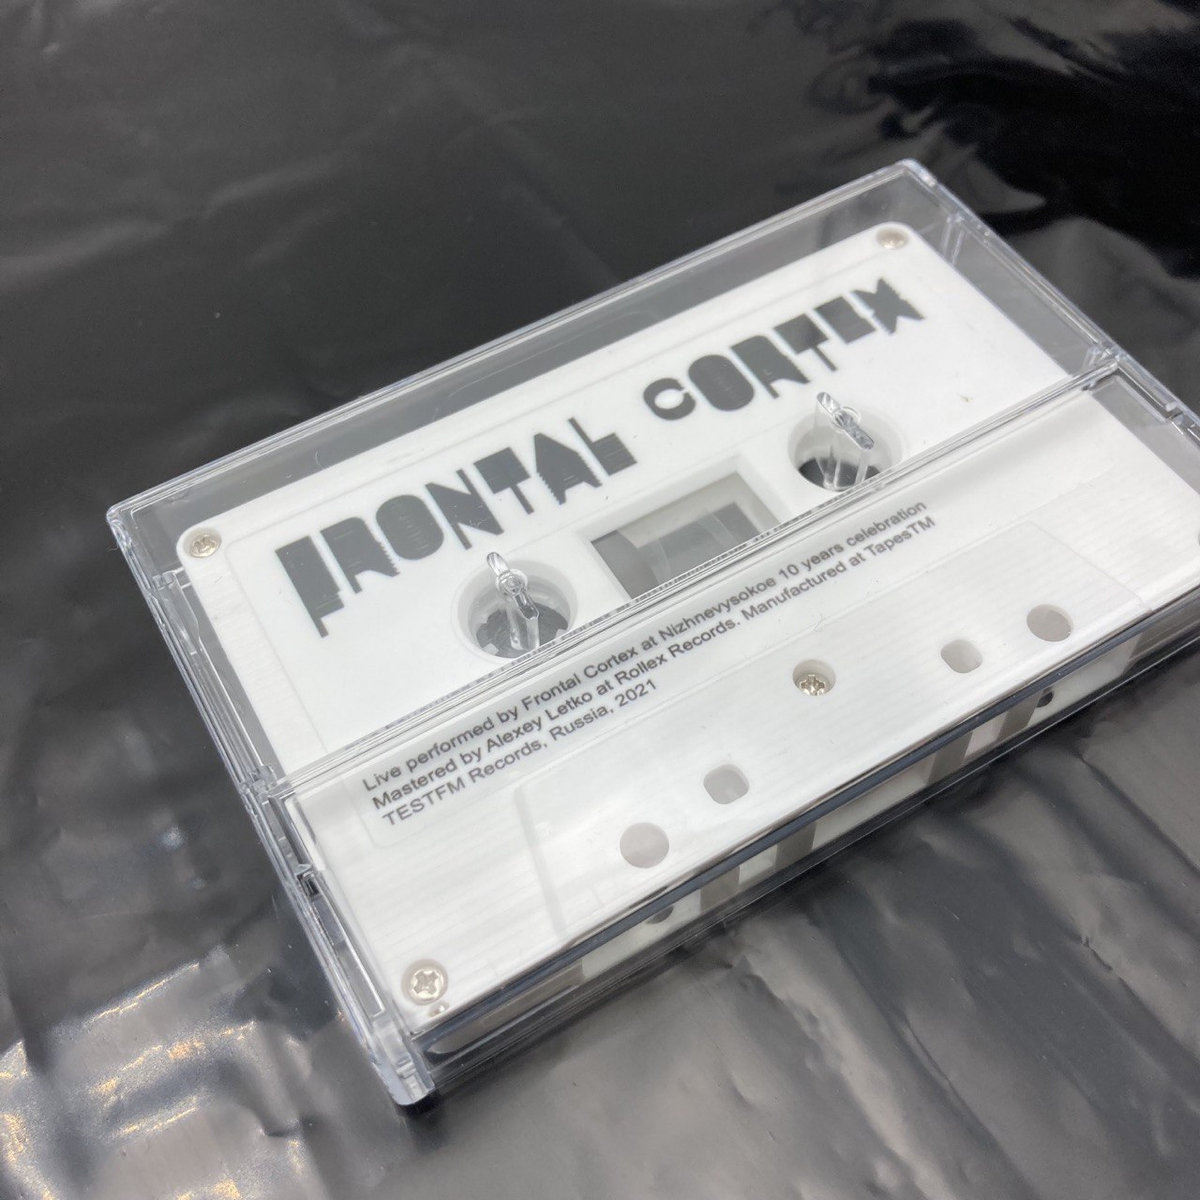 FRONTAL CORTEX
Live performed by Frontal Cortex at Nizhnevysokoe 10 years celebration
Mastered by Alexey Letko at Rollex Records. Manufactured at TapesTM
TESTFM Records, Russia, 2021